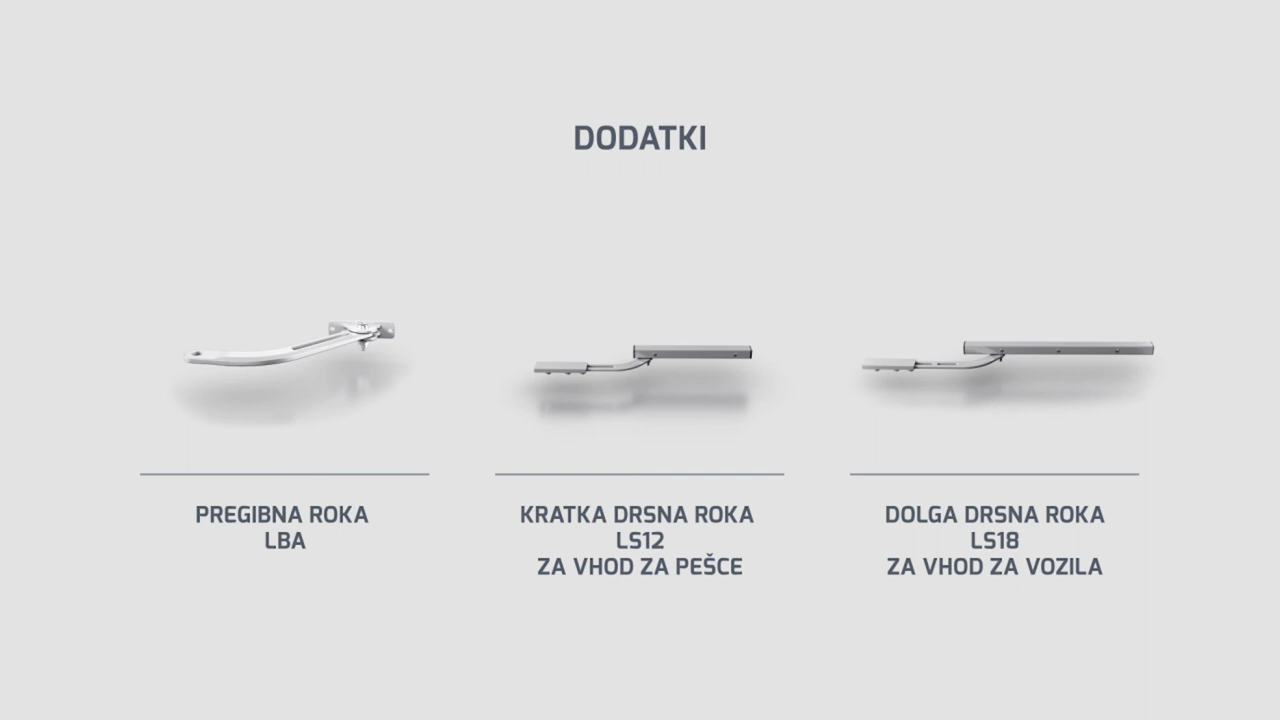 DODATKI
PREGIBNA ROKA
LBA
KRATKA DRSNA ROKA
LS12
ZA VHOD ZA PEŠCE
DOLGA DRSNA ROKA
LS18
ZA VHOD ZA VOZILA